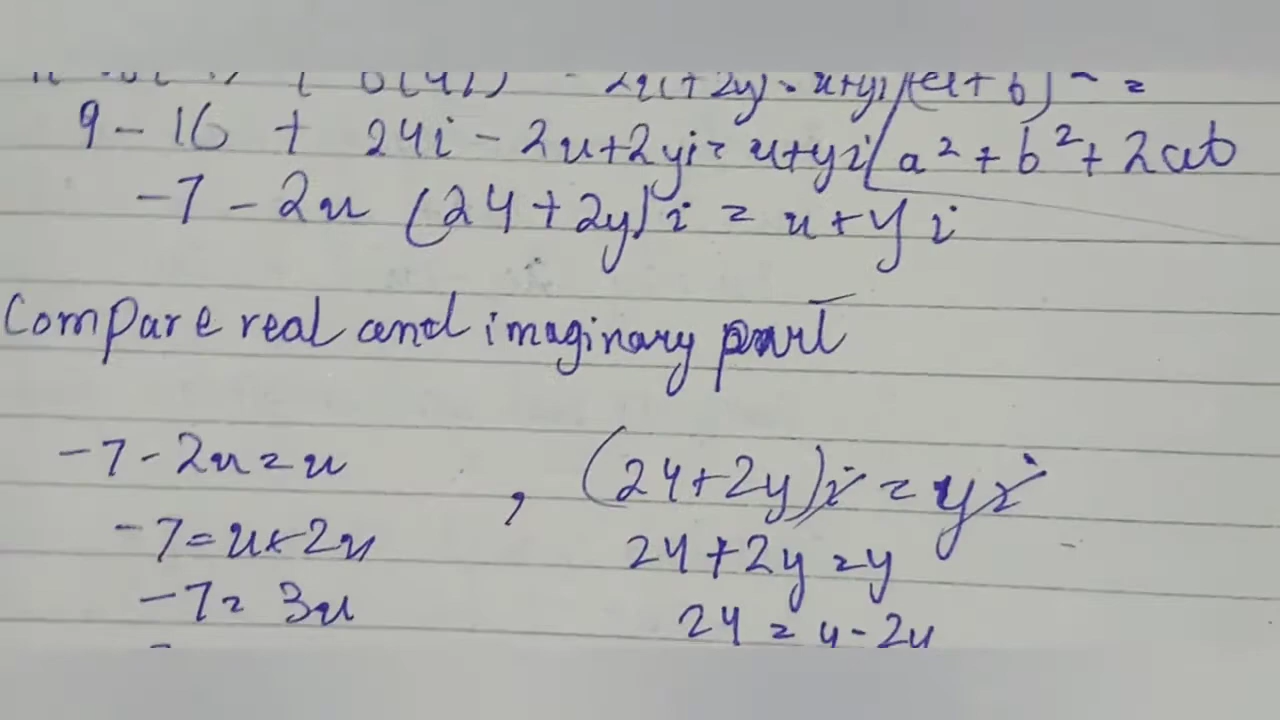 9 - 16 + 24i - 2x + 2yi = x + yi / a² + b² + 2ab
-7 - 2x (24 + 2y) i = x + y i
Compare real and imaginary part
-7 - 2x = x , (24 + 2y) i = y i
-7 = x + 2x 24 + 2y = y
-7 = 3x 24 = y - 2y